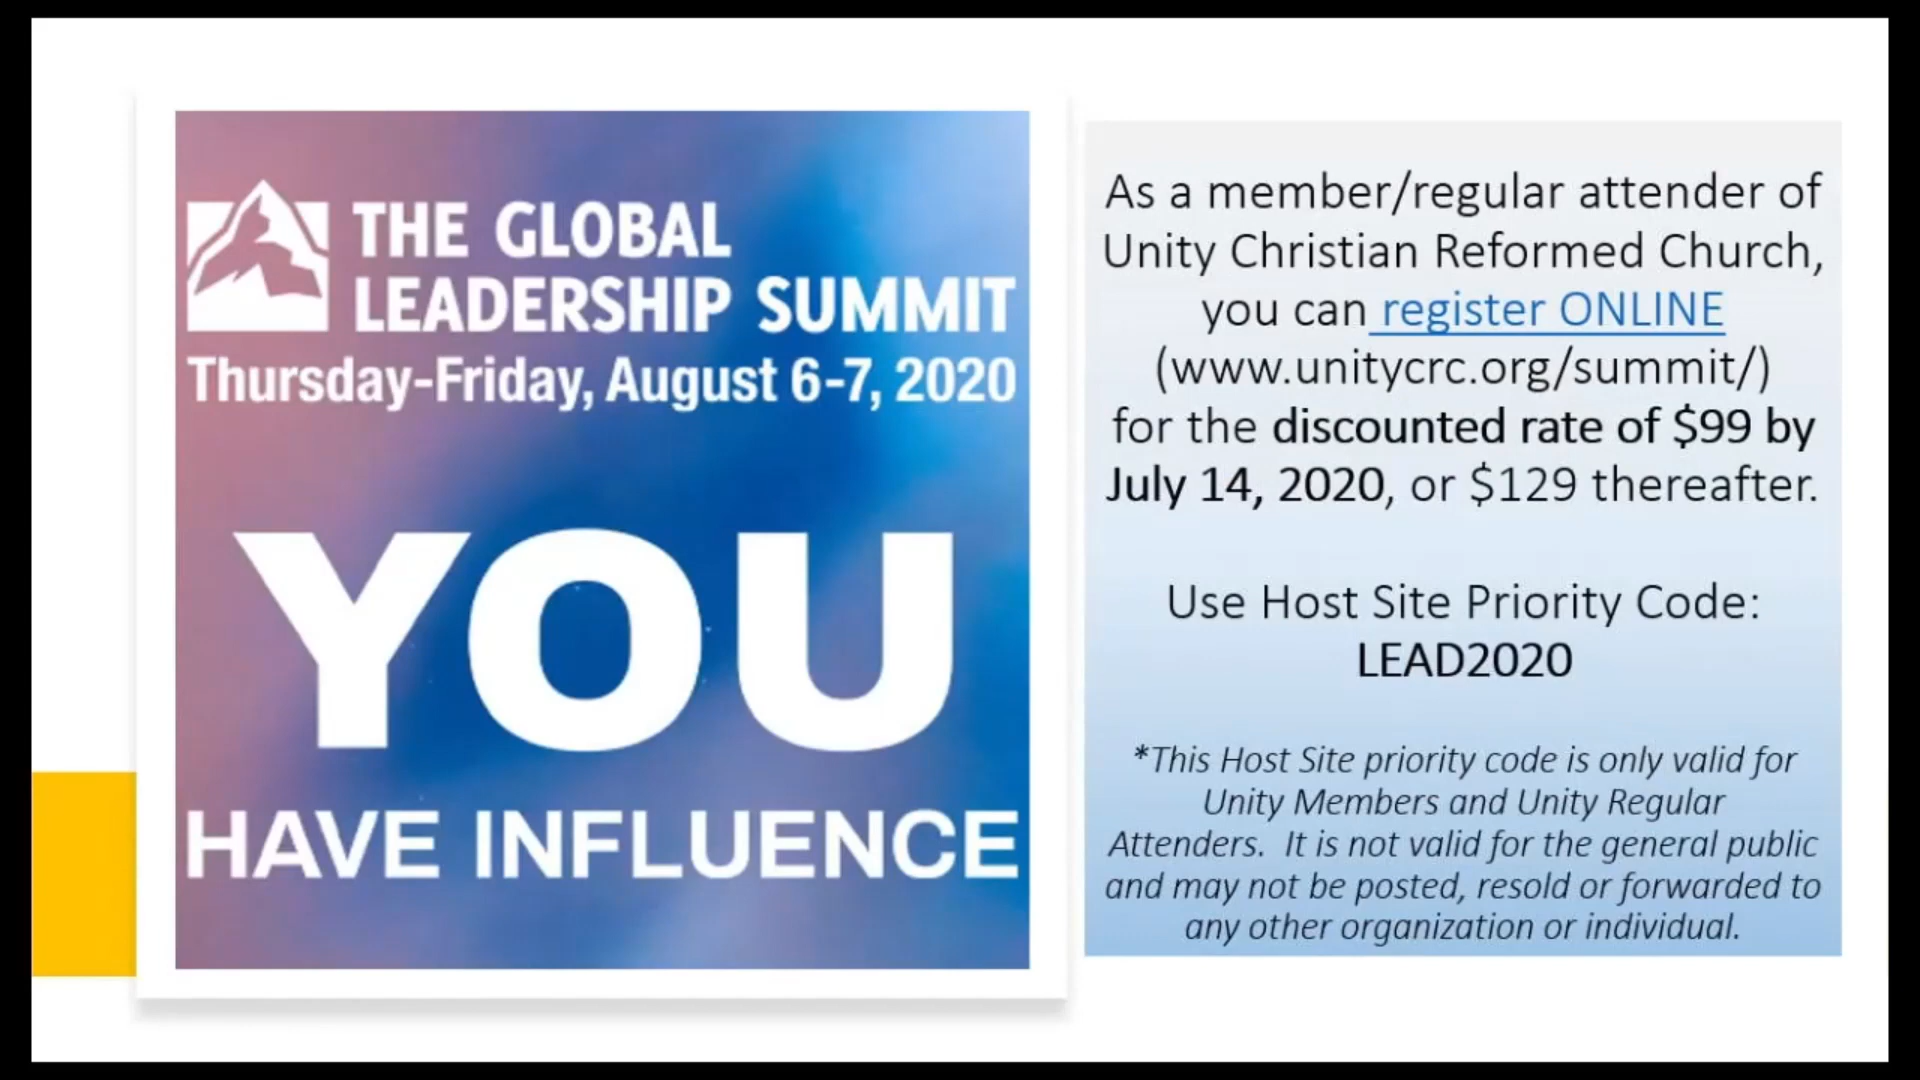 THE GLOBAL
LEADERSHIP SUMMIT
Thursday-Friday, August 6-7, 2020
YOU
HAVE INFLUENCE
As a member/regular attender of
Unity Christian Reformed Church,
you can register ONLINE
(www.unitycrc.org/summit/)
for the discounted rate of $99 by
July 14, 2020, or $129 thereafter.
Use Host Site Priority Code:
LEAD2020
*This Host Site priority code is only valid for
Unity Members and Unity Regular
Attenders.  It is not valid for the general public
and may not be posted, resold or forwarded to
any other organization or individual.